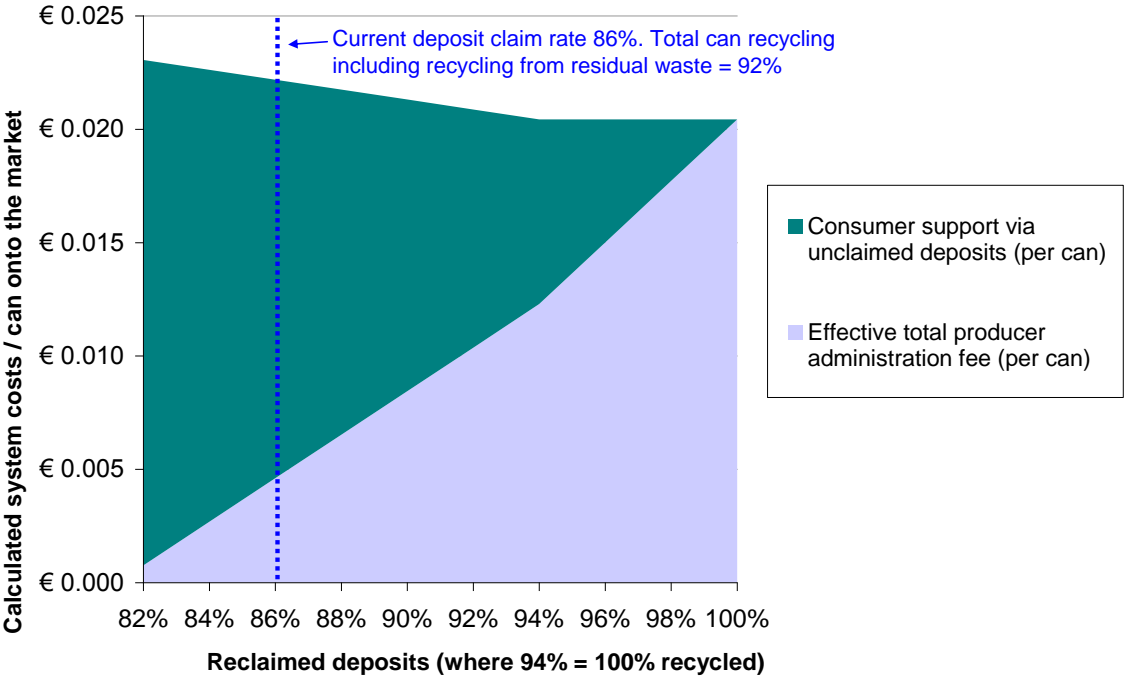 € 0.025
€ 0.020
€ 0.015
€ 0.010
€ 0.005
€ 0.000
Calculated system costs / can onto the market
Current deposit claim rate 86%. Total can recycling
including recycling from residual waste = 92%
Consumer support via
unclaimed deposits (per can)
Effective total producer
administration fee (per can)
82% 84% 86% 88% 90% 92% 94% 96% 98% 100%
Reclaimed deposits (where 94% = 100% recycled)